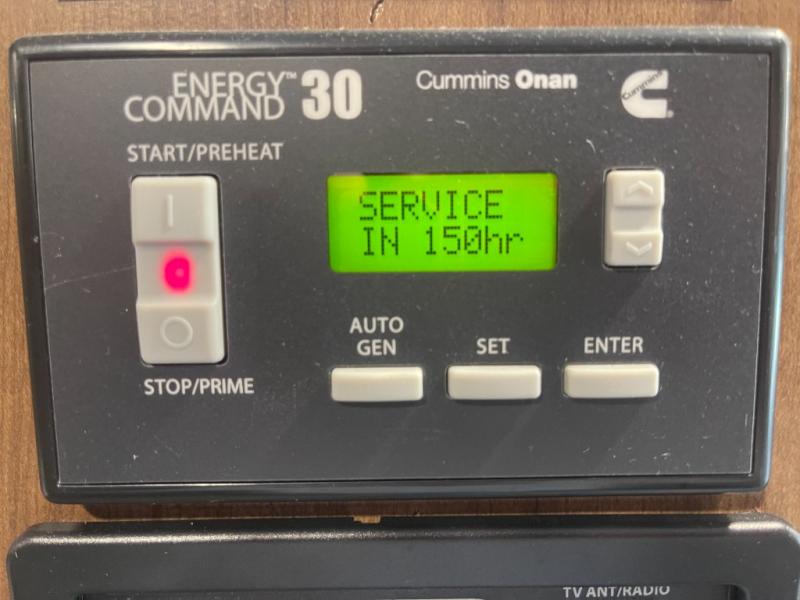 ENERGY™
COMMAND 30
Cummins Onan
Cummins
START/PREHEAT
SERVICE
IN 150hr
AUTO
GEN
SET
ENTER
STOP/PRIME
TV ANT/RADIO